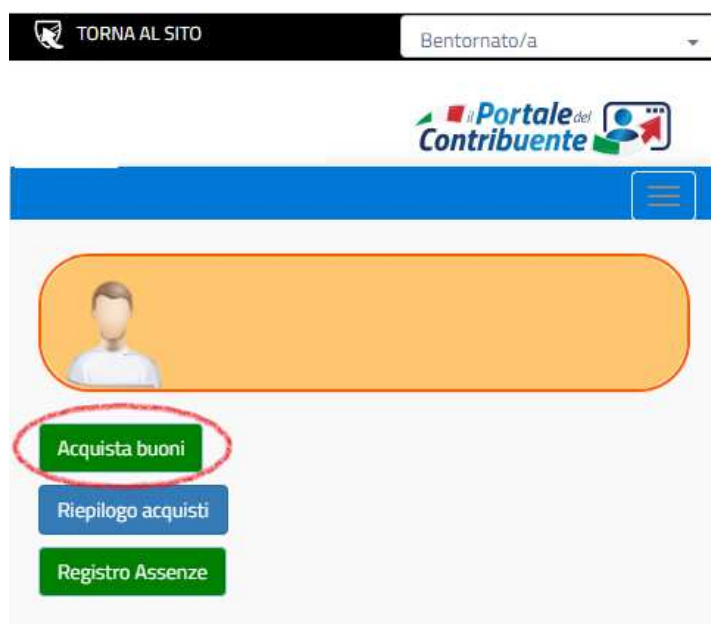 TORNA AL SITO
Bentornato/a
il Portale del
Contribuente
Acquista buoni
Riepilogo acquisti
Registro Assenze